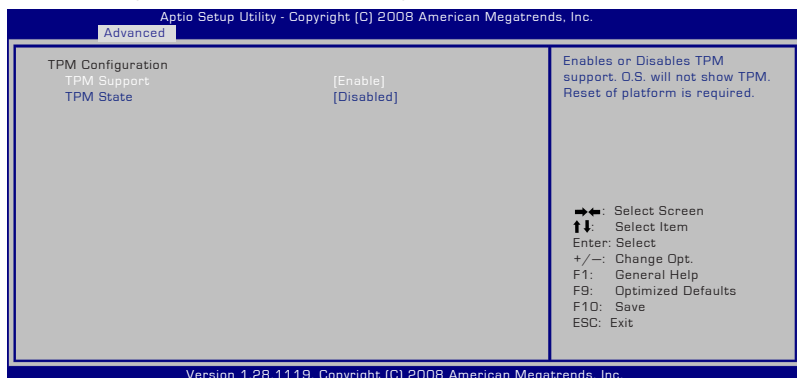 Aptio Setup Utility - Copyright (C) 2008 American Megatrends, Inc.
Advanced
TPM Configuration
TPM Support [Enable]
TPM State [Disabled]
Enables or Disables TPM
support. O.S. will not show TPM.
Reset of platform is required.
→←: Select Screen
↑↓: Select Item
Enter: Select
+/—: Change Opt.
F1: General Help
F9: Optimized Defaults
F10: Save
ESC: Exit
Version 1.28.1119. Copyright (C) 2008 American Megatrends, Inc.